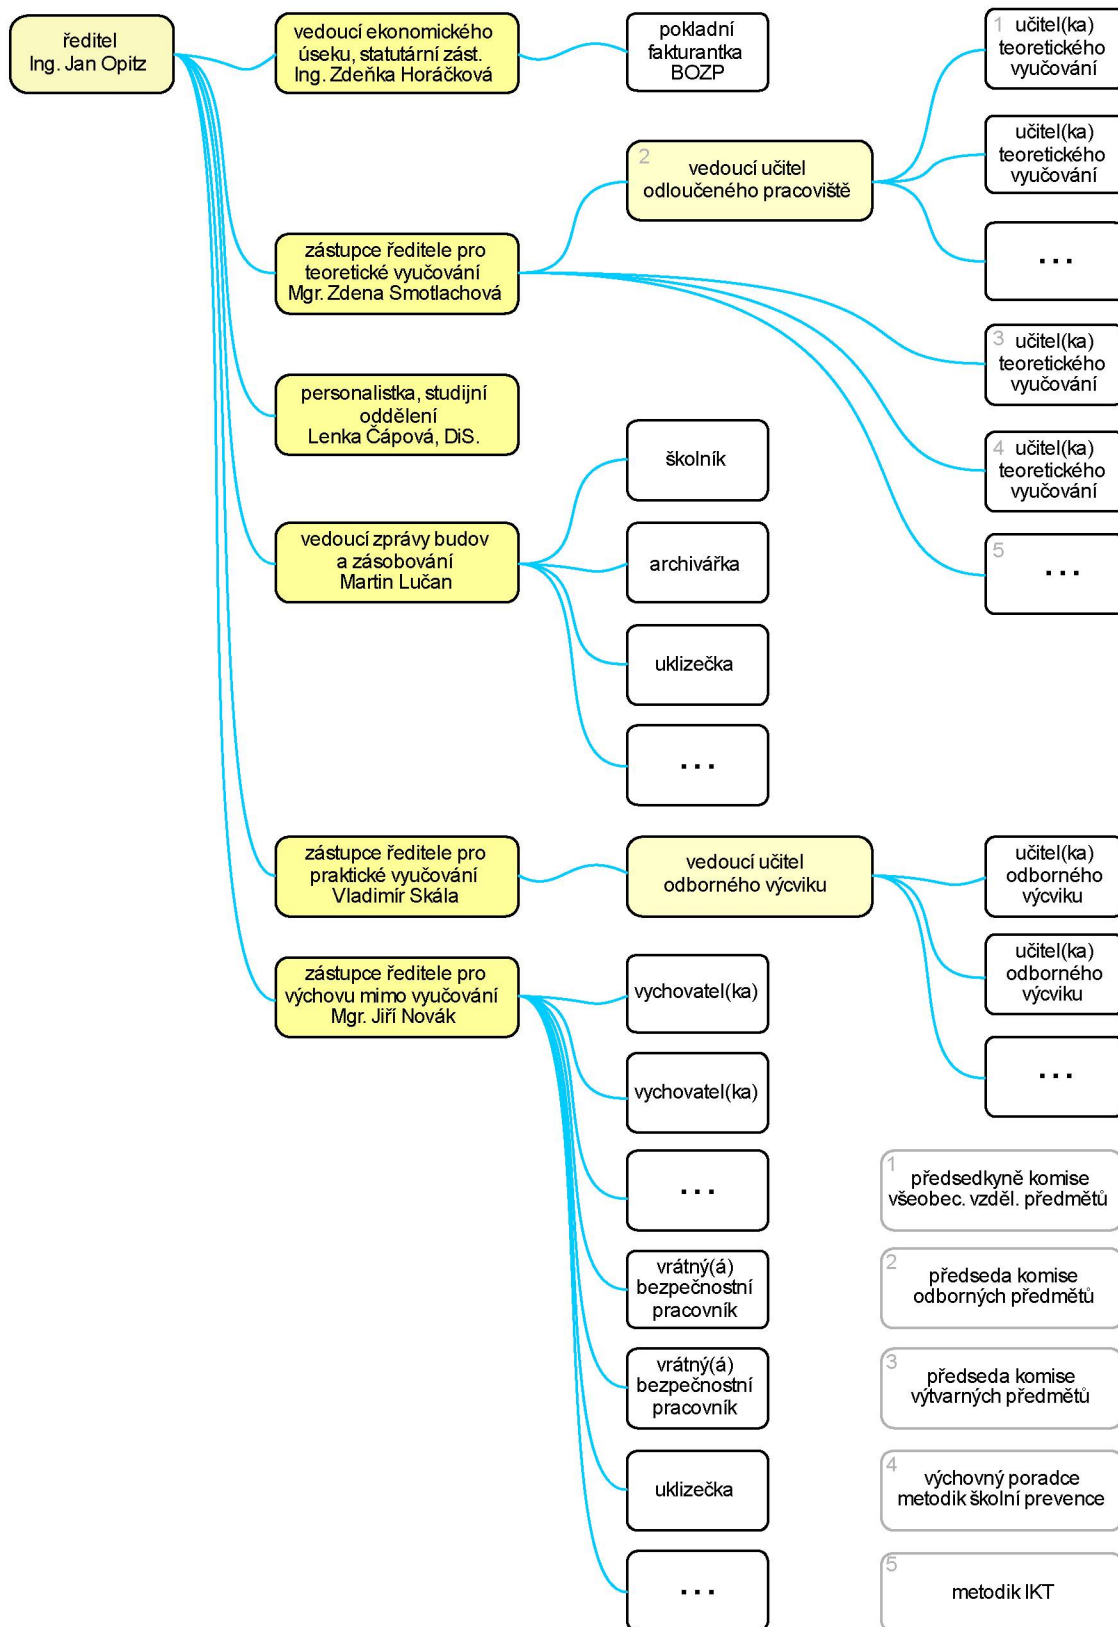 ředitel
Ing. Jan Opitz
vedoucí ekonomického
úseku, statutární zást.
Ing. Zdeňka Horáčková
pokladní
fakturantka
BOZP
zástupce ředitele pro
teoretické vyučování
Mgr. Zdena Smotlachová
2
vedoucí učitel
odloučeného pracoviště
1
učitel(ka)
teoretického
vyučování
učitel(ka)
teoretického
vyučování
...
3
učitel(ka)
teoretického
vyučování
4
učitel(ka)
teoretického
vyučování
5
...
personalistka, studijní
oddělení
Lenka Čápová, DiS.
vedoucí zprávy budov
a zásobování
Martin Lučan
školník
archivářka
uklizečka
...
zástupce ředitele pro
praktické vyučování
Vladimír Skála
vedoucí učitel
odborného výcviku
učitel(ka)
odborného
výcviku
učitel(ka)
odborného
výcviku
...
zástupce ředitele pro
výchovu mimo vyučování
Mgr. Jiří Novák
vychovatel(ka)
vychovatel(ka)
...
vrátný(á)
bezpečnostní
pracovník
vrátný(á)
bezpečnostní
pracovník
uklizečka
...
1
předsedkyně komise
všeobec. vzděl. předmětů
2
předseda komise
odborných předmětů
3
předseda komise
výtvarných předmětů
4
výchovný poradce
metodik školní prevence
5
metodik IKT